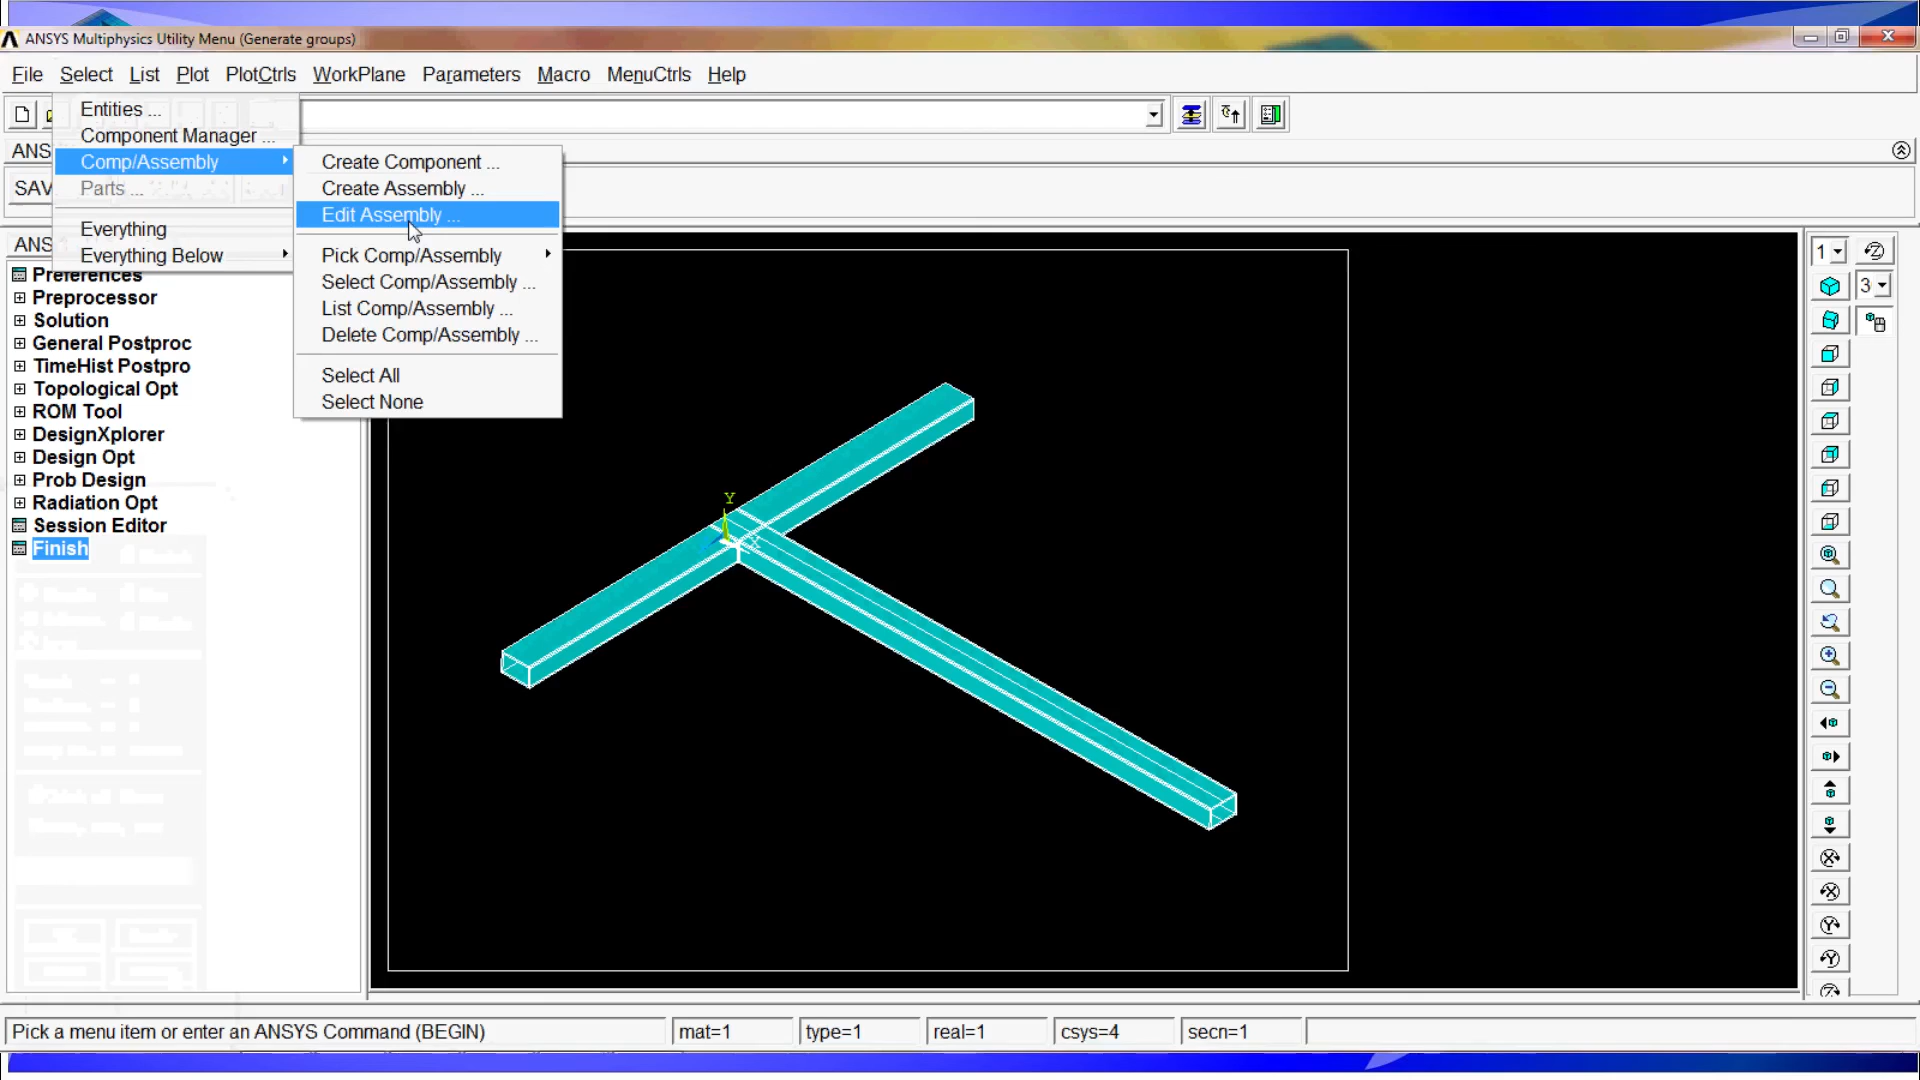 ANSYS Multiphysics Utility Menu (Generate groups)
File Select List Plot PlotCtrls WorkPlane Parameters Macro MenuCtrls Help
Entities ...
Component Manager ...
ANS
Comp/Assembly
Create Component ...
SAV
Parts ...
Create Assembly ...
Edit Assembly ...
Everything
ANS
Everything Below
Pick Comp/Assembly
Select Comp/Assembly ...
List Comp/Assembly ...
Delete Comp/Assembly ...
Select All
Select None
1
3
Preferences
Preprocessor
Solution
General Postproc
TimeHist Postpro
Topological Opt
ROM Tool
DesignXplorer
Design Opt
Prob Design
Radiation Opt
Session Editor
Finish
Y
X
Pick a menu item or enter an ANSYS Command (BEGIN)
mat=1
type=1
real=1
csys=4
secn=1